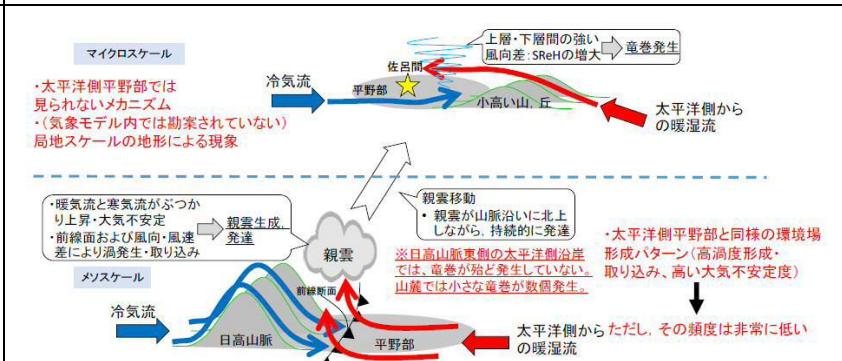 マイクロスケール
上層・下層間の強い
風向差:SReHの増大
竜巻発生
佐呂間
平野部
冷気流
小高い山,丘
太平洋側から
の暖湿流
・太平洋側平野部では
見られないメカニズム
・(気象モデル内では勘案されていない)
局地スケールの地形による現象
・暖気流と寒気流がぶつか
り上昇・大気不安定
・前線面および風向・風速
差により渦発生・取り込み
親雲生成,
発達
親雲
親雲移動
・ 親雲が山脈沿いに北上
しながら,持続的に発達
※日高山脈東側の太平洋側沿岸
では、竜巻が殆ど発生していない。
山麓では小さな竜巻が数個発生。
・太平洋側平野部と同様の環境場
形成パターン(高渦度形成・
取り込み、高い大気不安定度)
ただし,その頻度は非常に低い
メソスケール
前線断面
冷気流
日高山脈
平野部
太平洋側から
の暖湿流